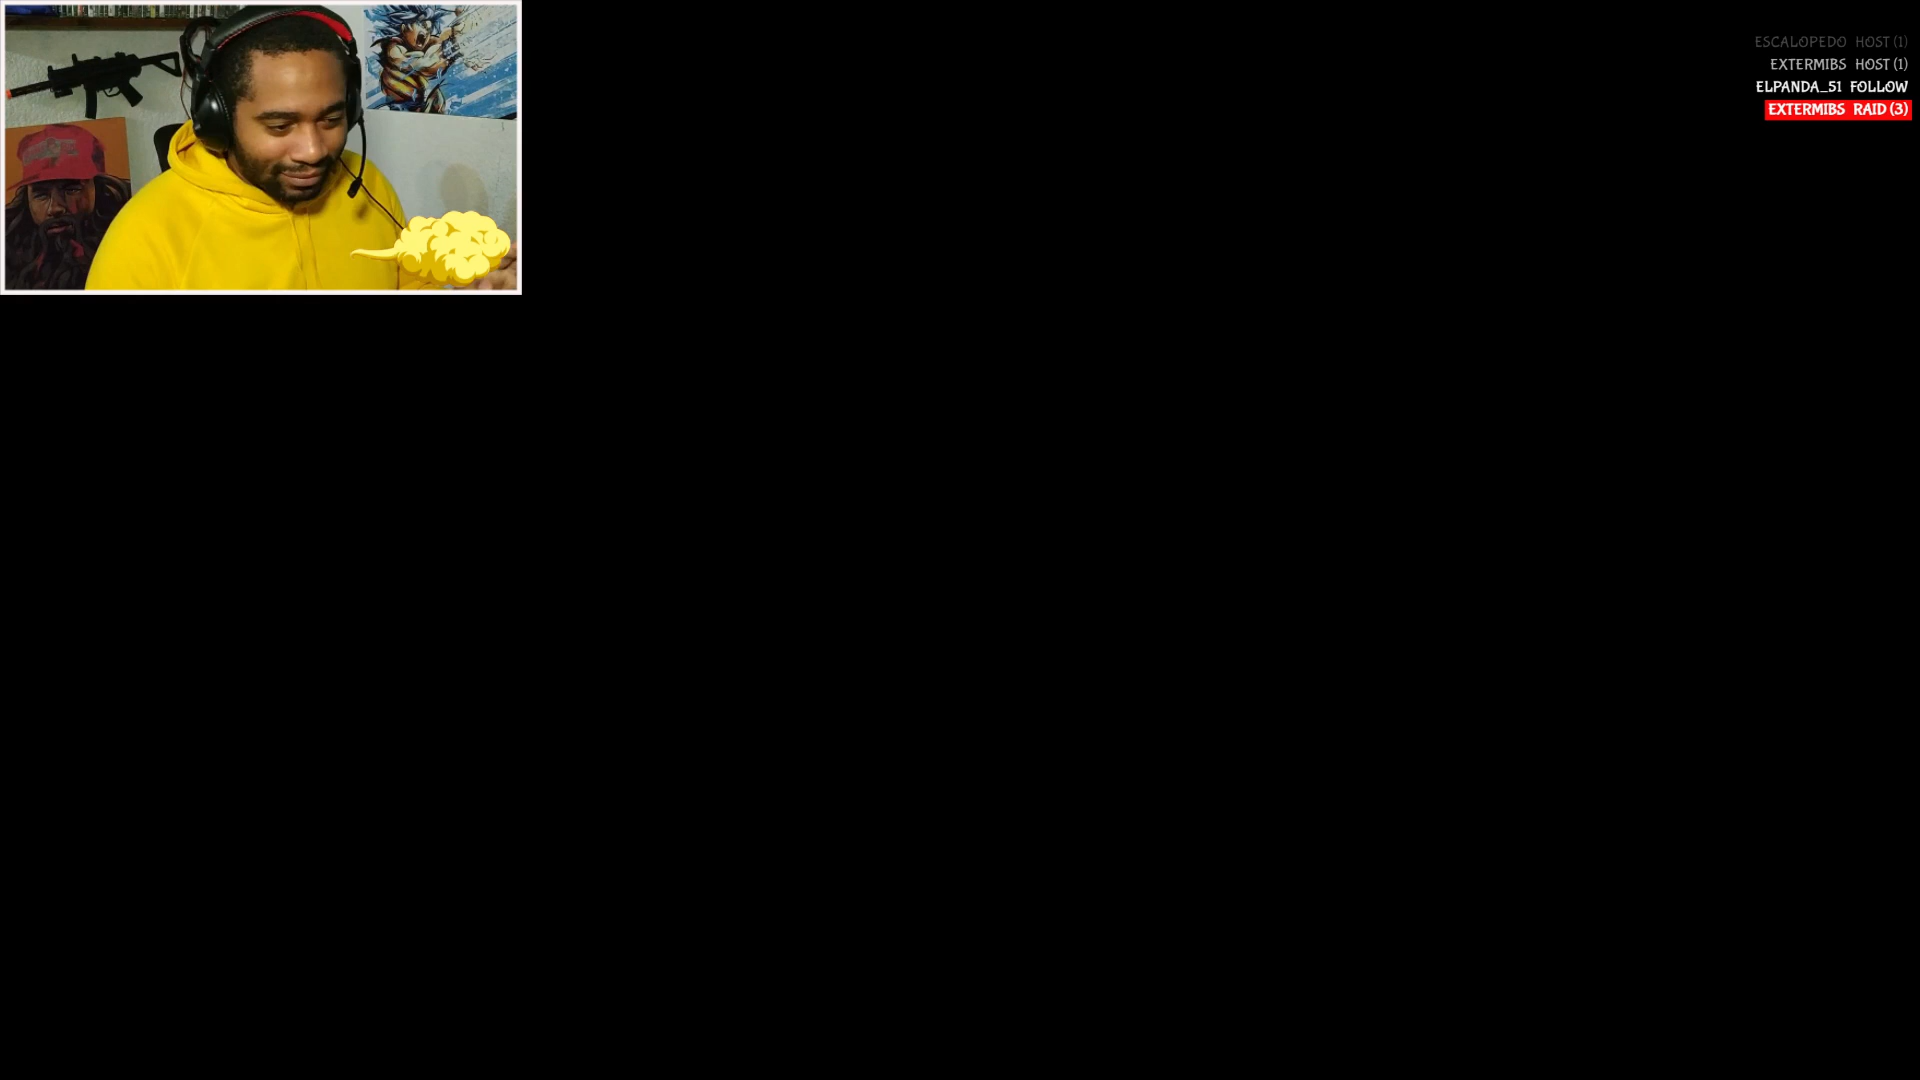 ESCALOPEDO HOST (1)
EXTERMIBS HOST (1)
ELPANDA_51 FOLLOW
EXTERMIBS RAID (3)